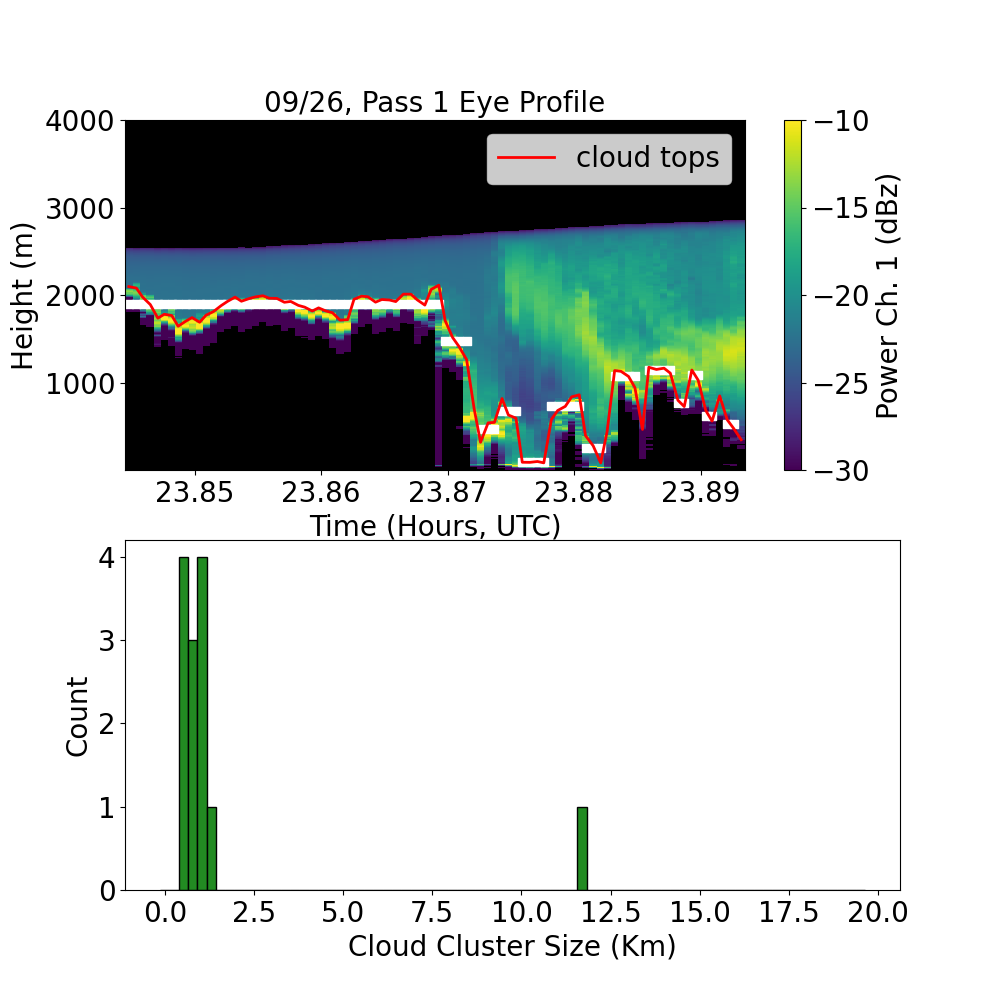 09/26, Pass 1 Eye Profile
4000
3000
2000
1000
Height (m)
cloud tops
23.85 23.86 23.87 23.88 23.89
Time (Hours, UTC)
−10
−15
−20
−25
−30
Power Ch. 1 (dBz)
4
3
2
1
0
Count
0.0 2.5 5.0 7.5 10.0 12.5 15.0 17.5 20.0
Cloud Cluster Size (Km)